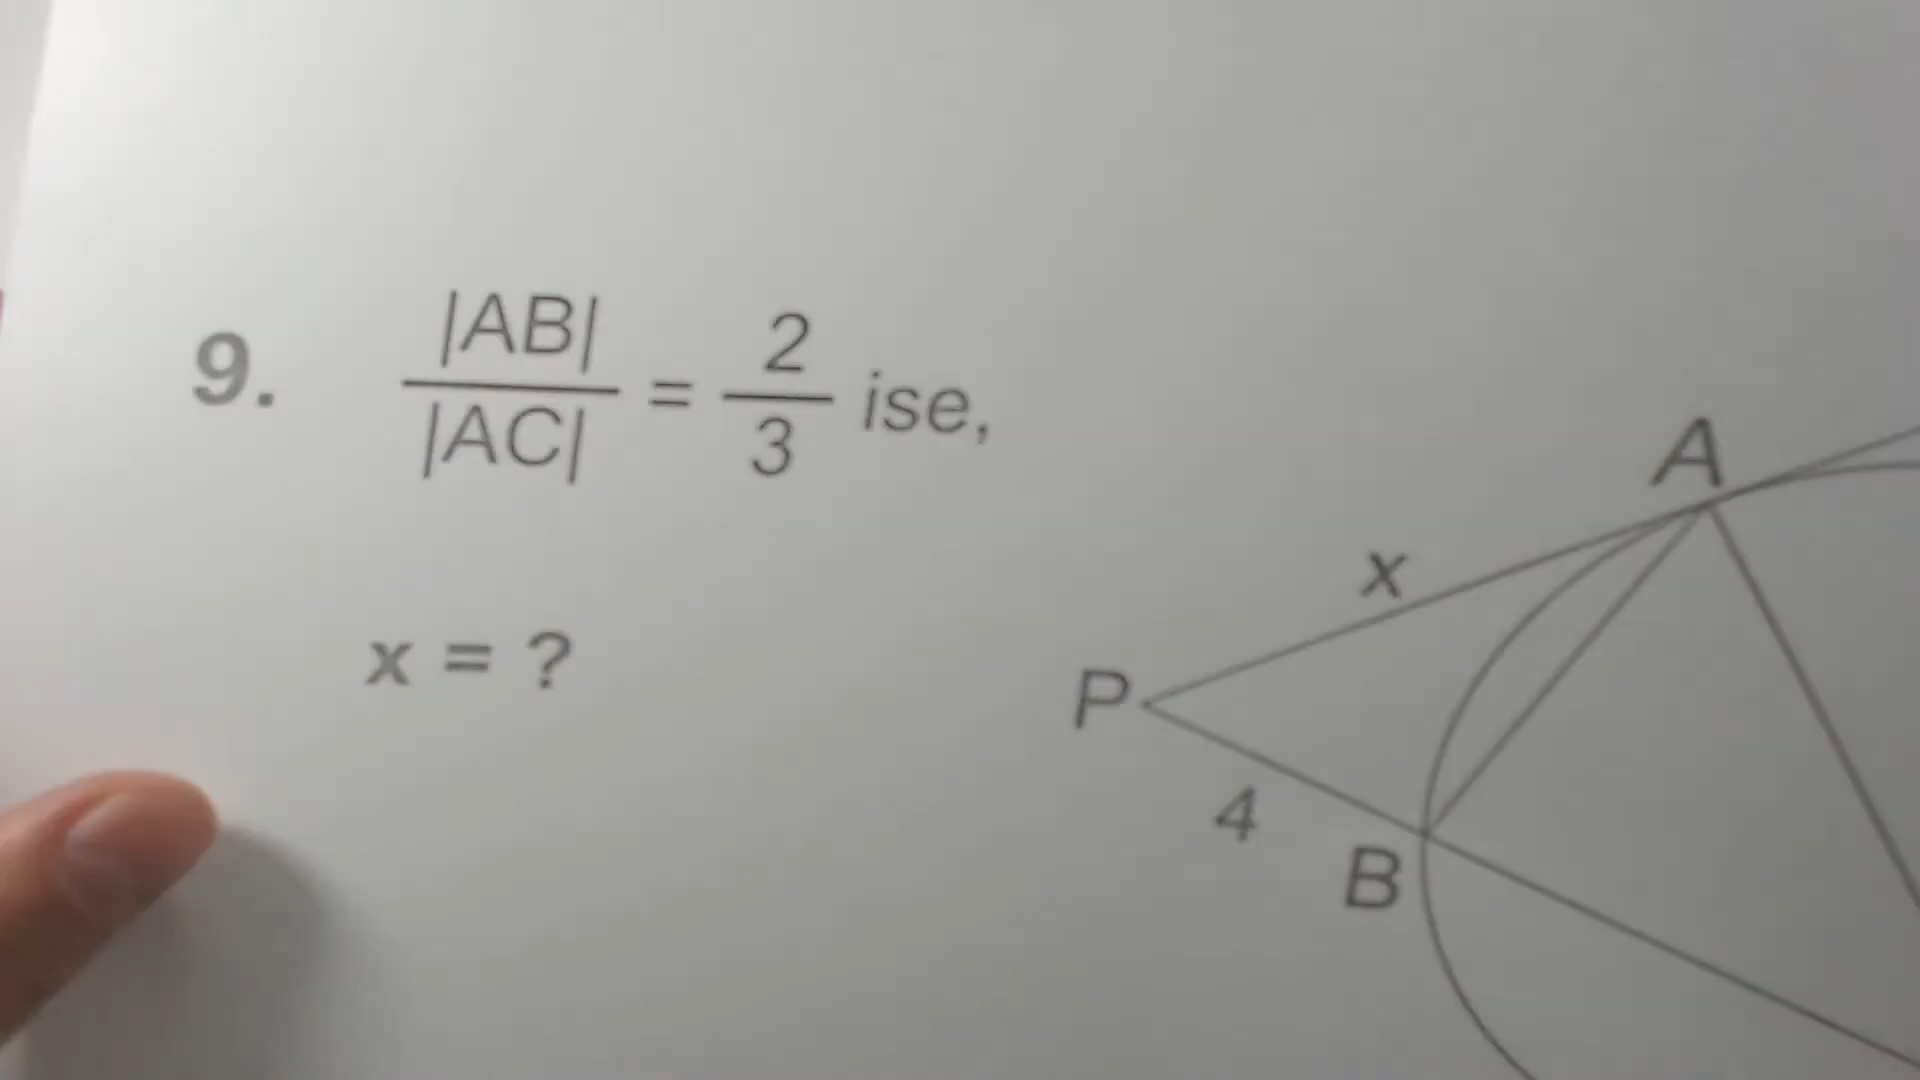 9. |AB| / |AC| = 2 / 3 ise,
x = ?
A
x
P
4
B